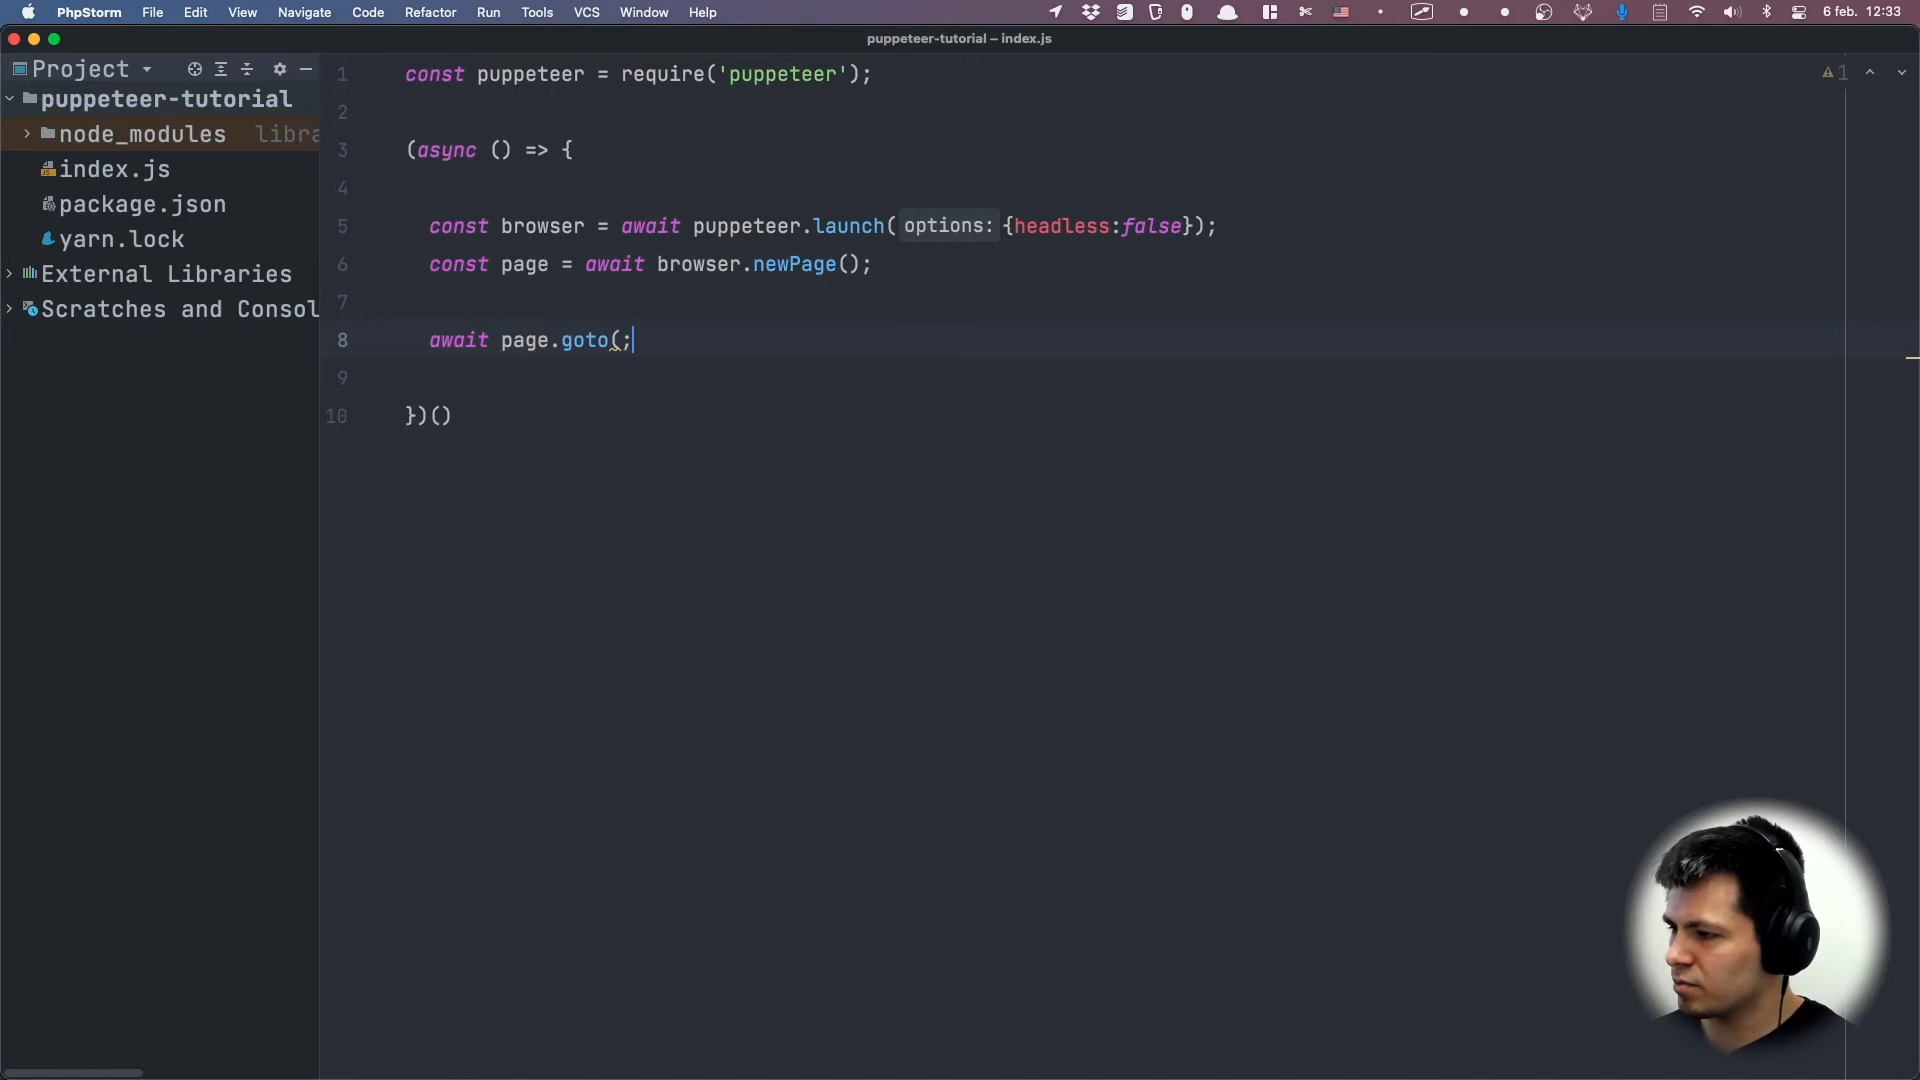 PhpStorm File Edit View Navigate Code Refactor Run Tools VCS Window Help 6 feb. 12:33
puppeteer-tutorial – index.js
Project
puppeteer-tutorial
node_modules libra
index.js
package.json
yarn.lock
External Libraries
Scratches and Consol
1 const puppeteer = require('puppeteer');
2
3 (async () => {
4
5 const browser = await puppeteer.launch( options: {headless:false});
6 const page = await browser.newPage();
7
8 await page.goto(;
9
10 })()
1